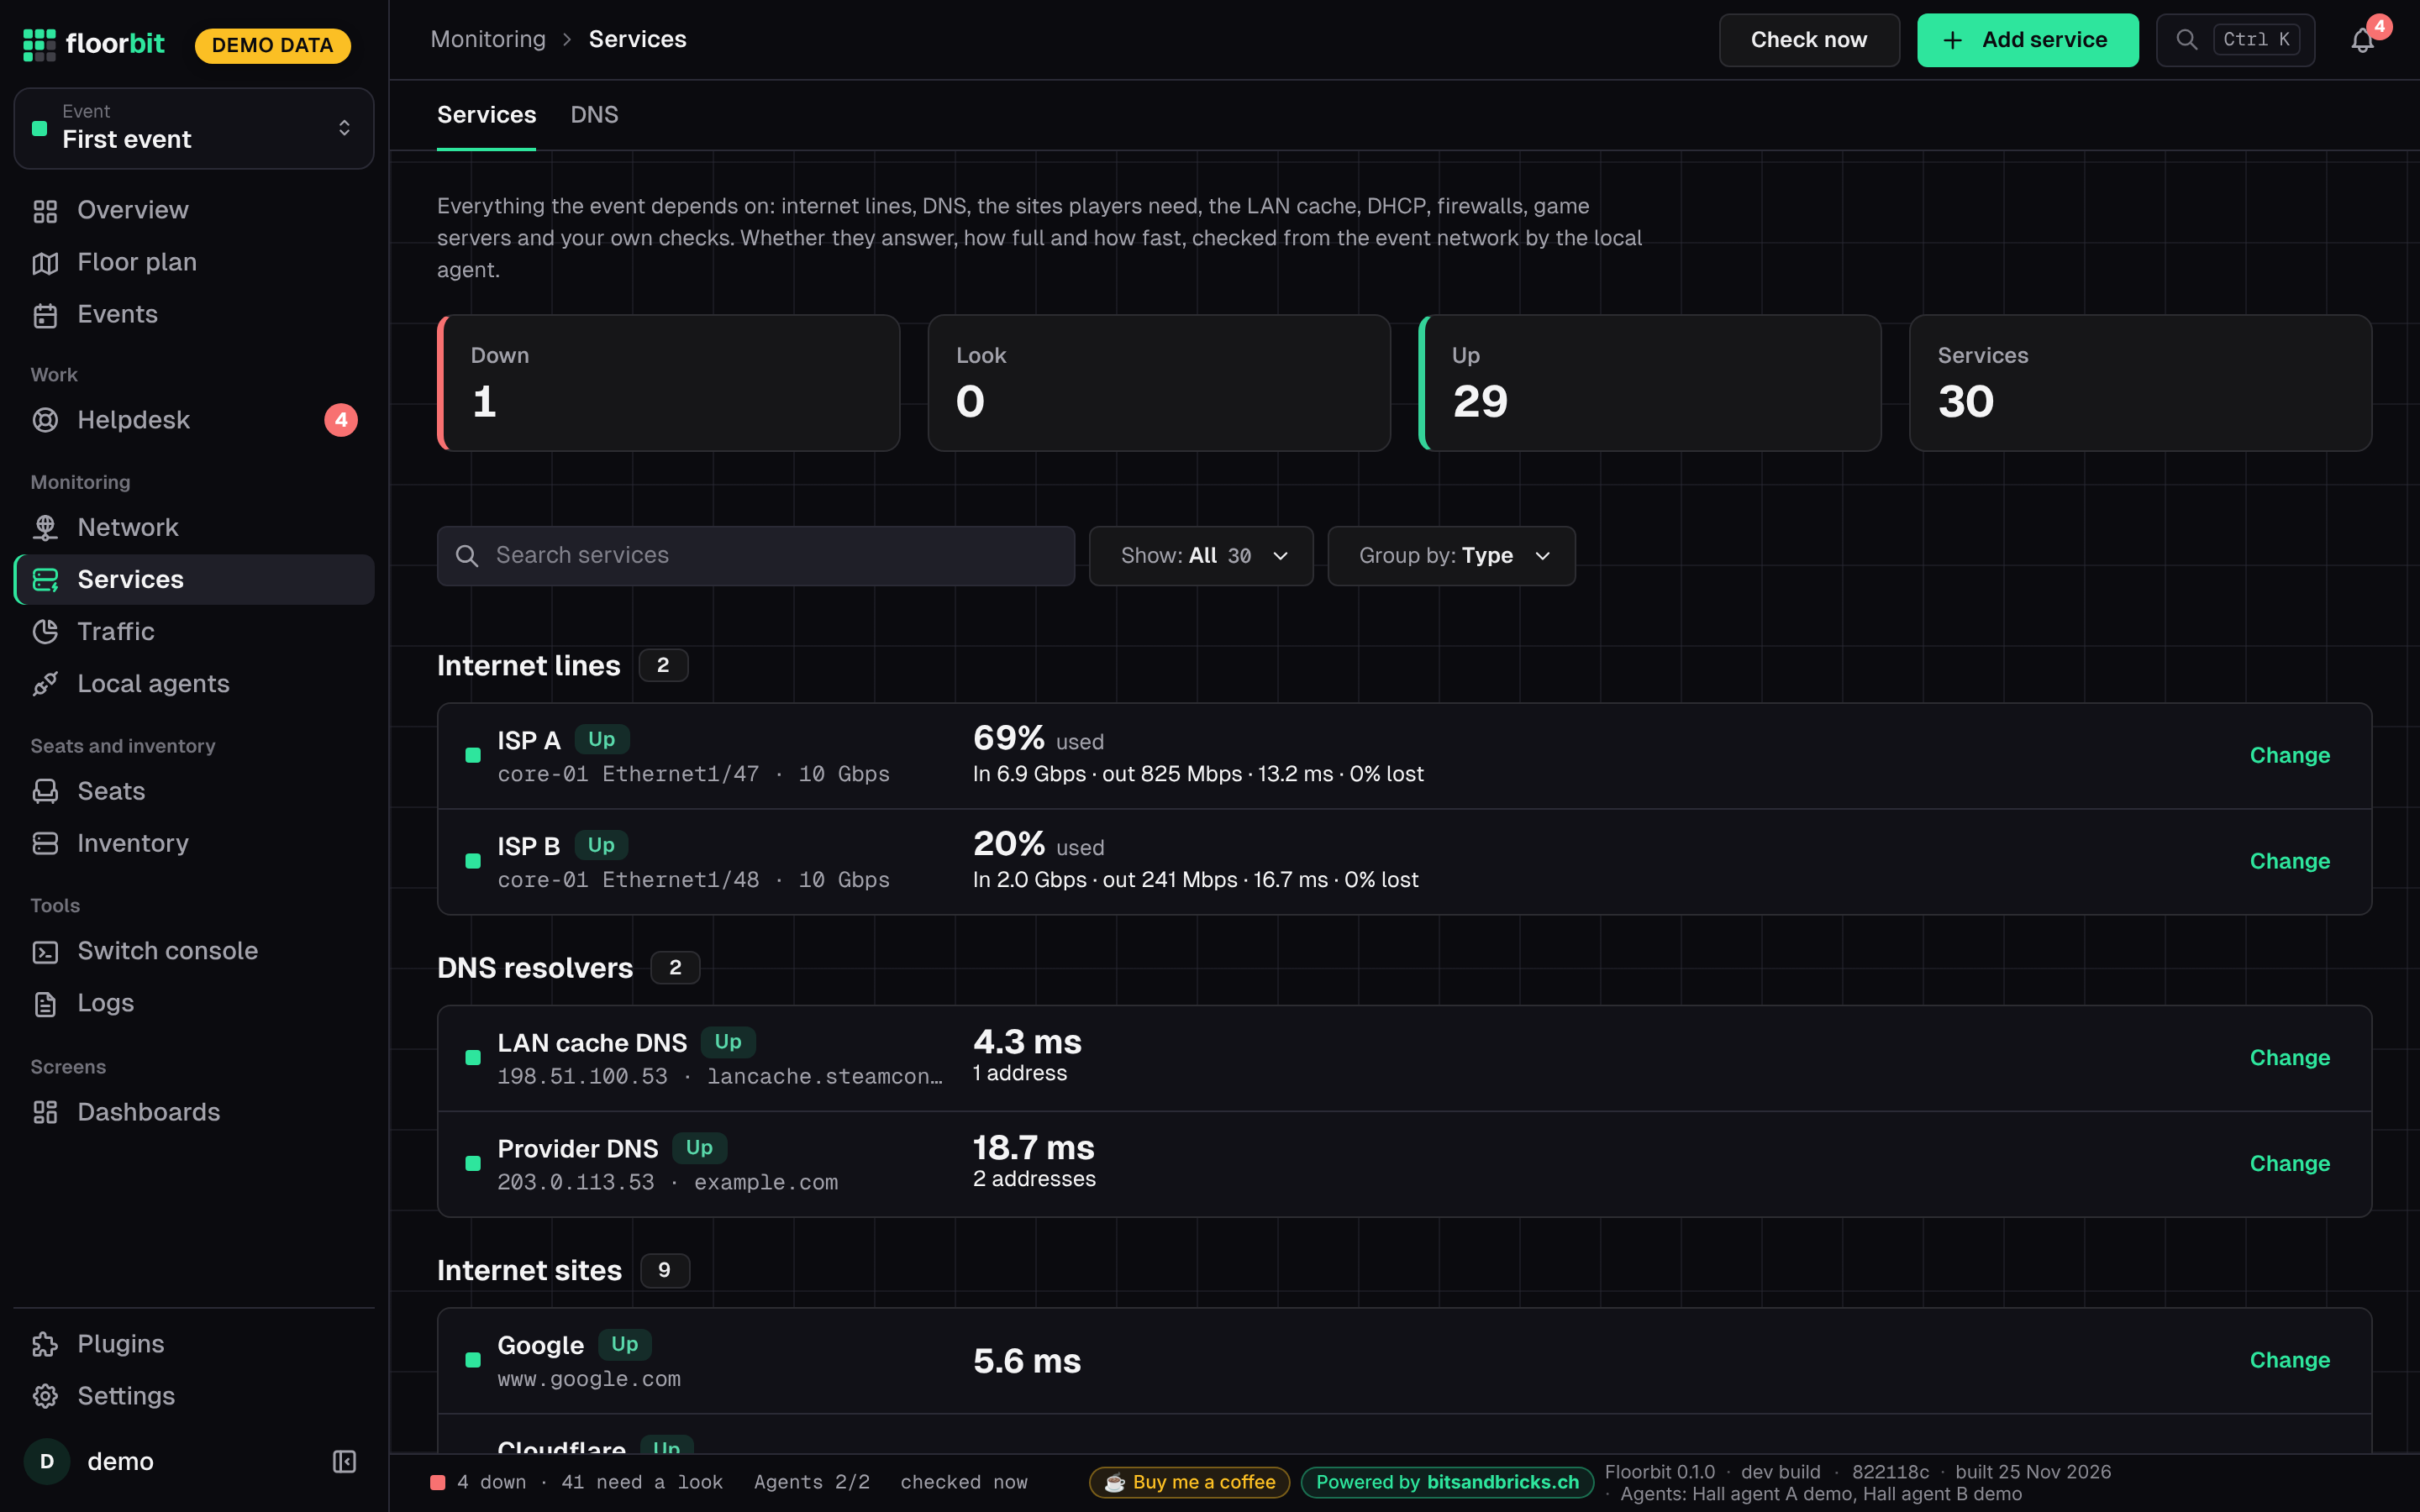 floorbit DEMO DATA
Event
First event
Overview
Floor plan
Events
Work
Helpdesk 4
Monitoring
Network
Services
Traffic
Local agents
Seats and inventory
Seats
Inventory
Tools
Switch console
Logs
Screens
Dashboards
Plugins
Settings
D demo
Monitoring > Services
Check now
+ Add service
Ctrl K
4
Services DNS
Everything the event depends on: internet lines, DNS, the sites players need, the LAN cache, DHCP, firewalls, game
servers and your own checks. Whether they answer, how full and how fast, checked from the event network by the local
agent.
Down
1
Look
0
Up
29
Services
30
Search services
Show: All 30
Group by: Type
Internet lines 2
ISP A Up
core-01 Ethernet1/47 · 10 Gbps
69% used
In 6.9 Gbps · out 825 Mbps · 13.2 ms · 0% lost
Change
ISP B Up
core-01 Ethernet1/48 · 10 Gbps
20% used
In 2.0 Gbps · out 241 Mbps · 16.7 ms · 0% lost
Change
DNS resolvers 2
LAN cache DNS Up
198.51.100.53 · lancache.steamcon…
4.3 ms
1 address
Change
Provider DNS Up
203.0.113.53 · example.com
18.7 ms
2 addresses
Change
Internet sites 9
Google Up
www.google.com
5.6 ms
Change
Cloudflare Up
4 down · 41 need a look Agents 2/2 checked now
☕ Buy me a coffee
Powered by bitsandbricks.ch
Floorbit 0.1.0 · dev build · 822118c · built 25 Nov 2026
· Agents: Hall agent A demo, Hall agent B demo